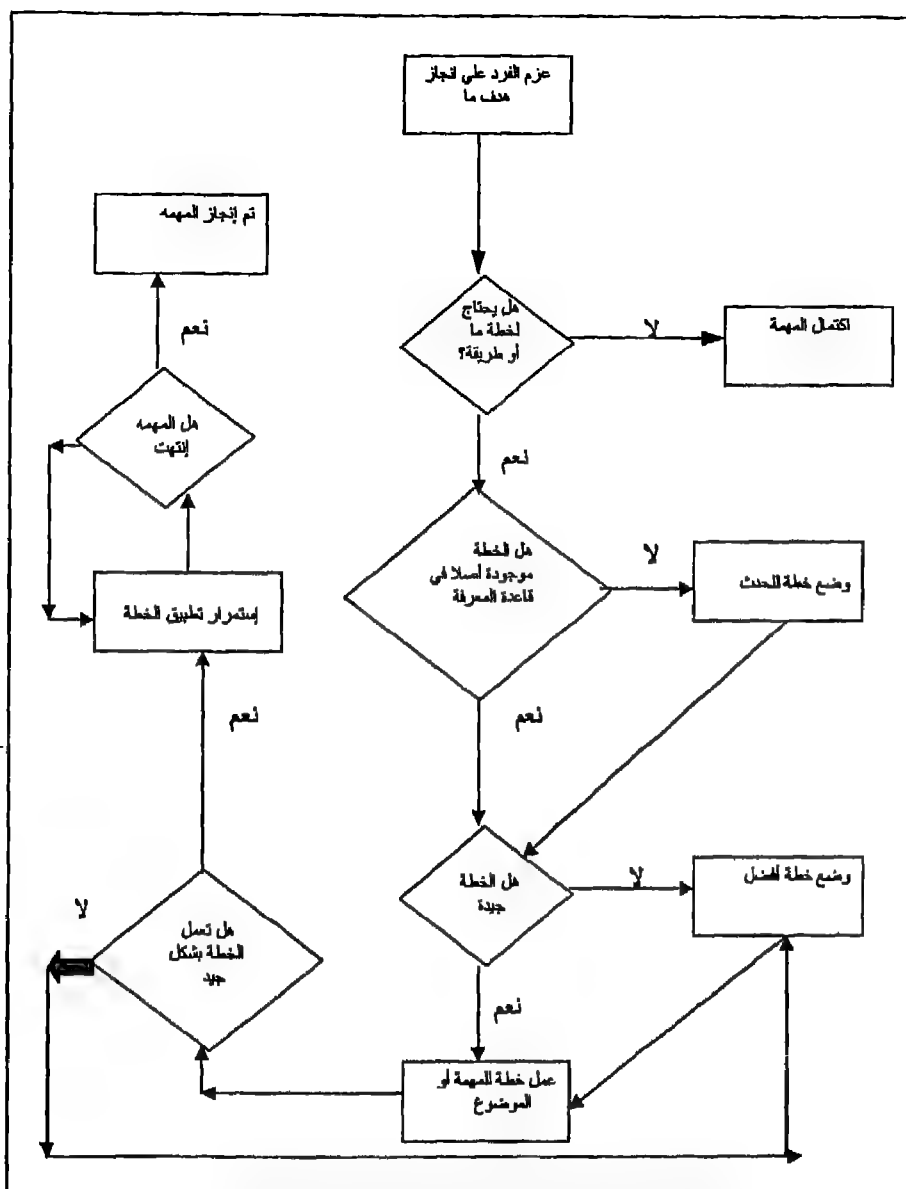 عزم الفرد علي انجاز
هدف ما
هل يحتاج
لخطة ما
أو طريقة؟
لا
اكتمال المهمة
نعم
هل الخطة
موجودة أصلا في
قاعدة المعرفة
لا
وضع خطة للحدث
نعم
هل الخطة
جيدة
لا
وضع خطة أفضل
نعم
عمل خطة للمهمة أو
الموضوع
هل تعمل
الخطة بشكل
جيد
لا
نعم
إستمرار تطبيق الخطة
هل المهمه
إنتهت
نعم
تم إنجاز المهمه